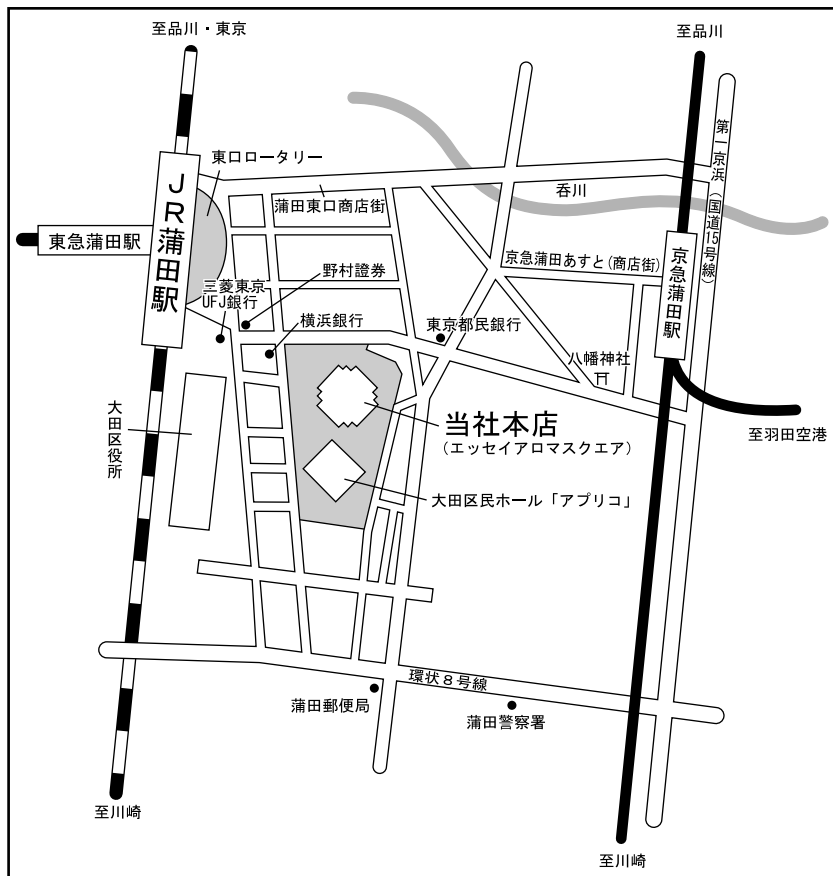 至品川・東京
至品川
東口ロータリー
第一京浜(国道15号線)
JR蒲田駅
蒲田東口商店街
呑川
東急蒲田駅
京急蒲田あすと(商店街)
京急蒲田駅
野村證券
三菱東京
UFJ銀行
横浜銀行
東京都民銀行
八幡神社
大田区役所
当社本店
(エッセイアロマスクエア)
至羽田空港
大田区民ホール「アプリコ」
環状8号線
蒲田郵便局
蒲田警察署
至川崎
至川崎